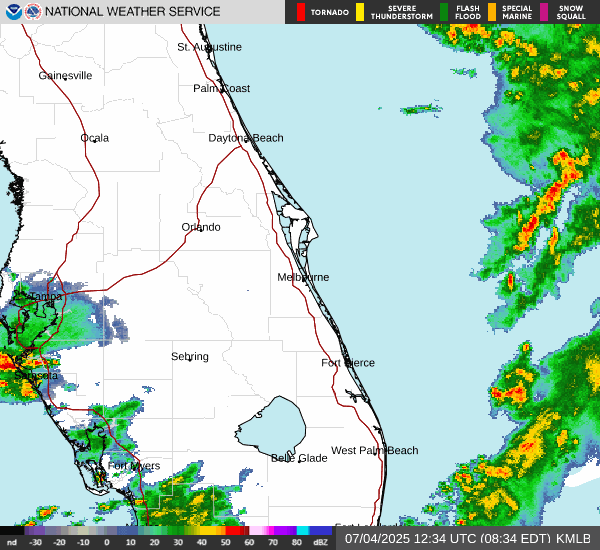 NATIONAL WEATHER SERVICE
TORNADO
SEVERE THUNDERSTORM
FLASH FLOOD
SPECIAL MARINE
SNOW SQUALL
St. Augustine
Gainesville
Palm Coast
Ocala
Daytona Beach
Orlando
Melbourne
Tampa
Sebring
Fort Pierce
Sarasota
West Palm Beach
Belle Glade
Fort Myers
nd -30 -20 -10 0 10 20 30 40 50 60 70 80 dBZ
07/04/2025 12:34 UTC (08:34 EDT) KMLB